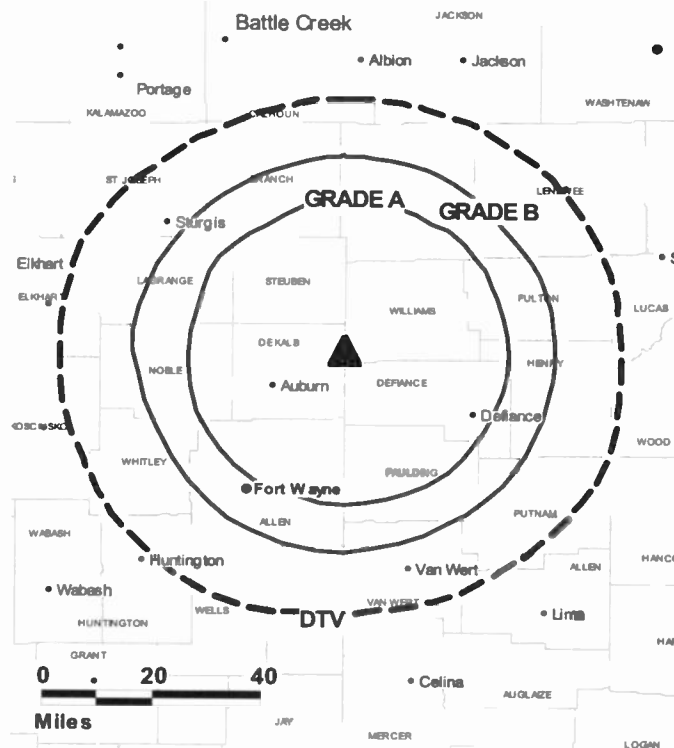 JACKSON
Battle Creek
Albion
Jackson
Portage
KALAMAZOO
CALHOUN
WASHTENAW
ST JOSEPH
BRANCH
LENAWEE
GRADE A
GRADE B
Sturgis
Elkhart
S
LAGRANGE
STEUBEN
ELKHART
FULTON
LUCAS
WILLIAMS
DEKALB
NOBLE
HENRY
Auburn
DEFIANCE
Defiance
KOSCIUSKO
WOOD
WHITLEY
PAULDING
Fort Wayne
PUTNAM
ALLEN
WABASH
Huntington
Van Wert
ALLEN
HANC
Wabash
VAN WERT
WELLS
Lima
DTV
HUNTINGTON
HAR
GRANT
0 20 40
Celina
AUGLAIZE
Miles
JAY
MERCER
LOGAN